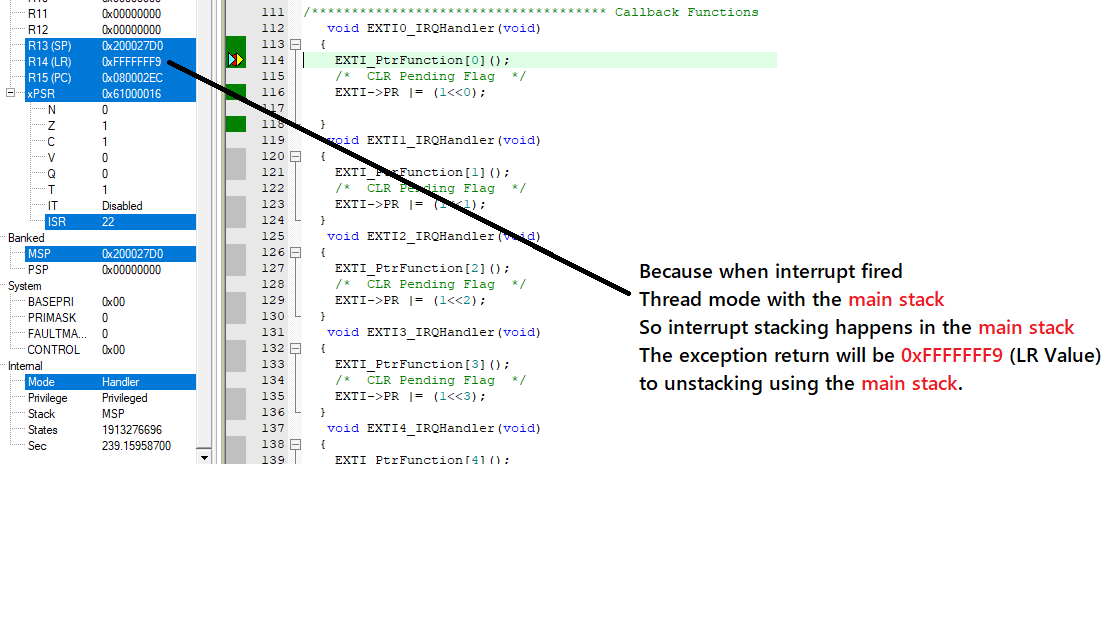 R11 0x00000000
R12 0x00000000
R13 (SP) 0x200027D0
R14 (LR) 0xFFFFFFF9
R15 (PC) 0x080002EC
xPSR 0x61000016
N 0
Z 1
C 1
V 0
Q 0
T 1
IT Disabled
ISR 22
Banked
MSP 0x200027D0
PSP 0x00000000
System
BASEPRI 0x00
PRIMASK 0
FAULTMA... 0
CONTROL 0x00
Internal
Mode Handler
Privilege Privileged
Stack MSP
States 1913276696
Sec 239.15958700
111 /************************************* Callback Functions
112 void EXTI0_IRQHandler(void)
113 {
114 EXTI_PtrFunction[0]();
115 /* CLR Pending Flag */
116 EXTI->PR |= (1<<0);
117
118 }
119 void EXTI1_IRQHandler(void)
120 {
121 EXTI_PtrFunction[1]();
122 /* CLR Pending Flag */
123 EXTI->PR |= (1<<1);
124 }
125 void EXTI2_IRQHandler(void)
126 {
127 EXTI_PtrFunction[2]();
128 /* CLR Pending Flag */
129 EXTI->PR |= (1<<2);
130 }
131 void EXTI3_IRQHandler(void)
132 {
133 EXTI_PtrFunction[3]();
134 /* CLR Pending Flag */
135 EXTI->PR |= (1<<3);
136 }
137 void EXTI4_IRQHandler(void)
138 {
139 EXTI_PtrFunction[4]();
Because when interrupt fired
Thread mode with the main stack
So interrupt stacking happens in the main stack
The exception return will be 0xFFFFFFF9 (LR Value)
to unstacking using the main stack.